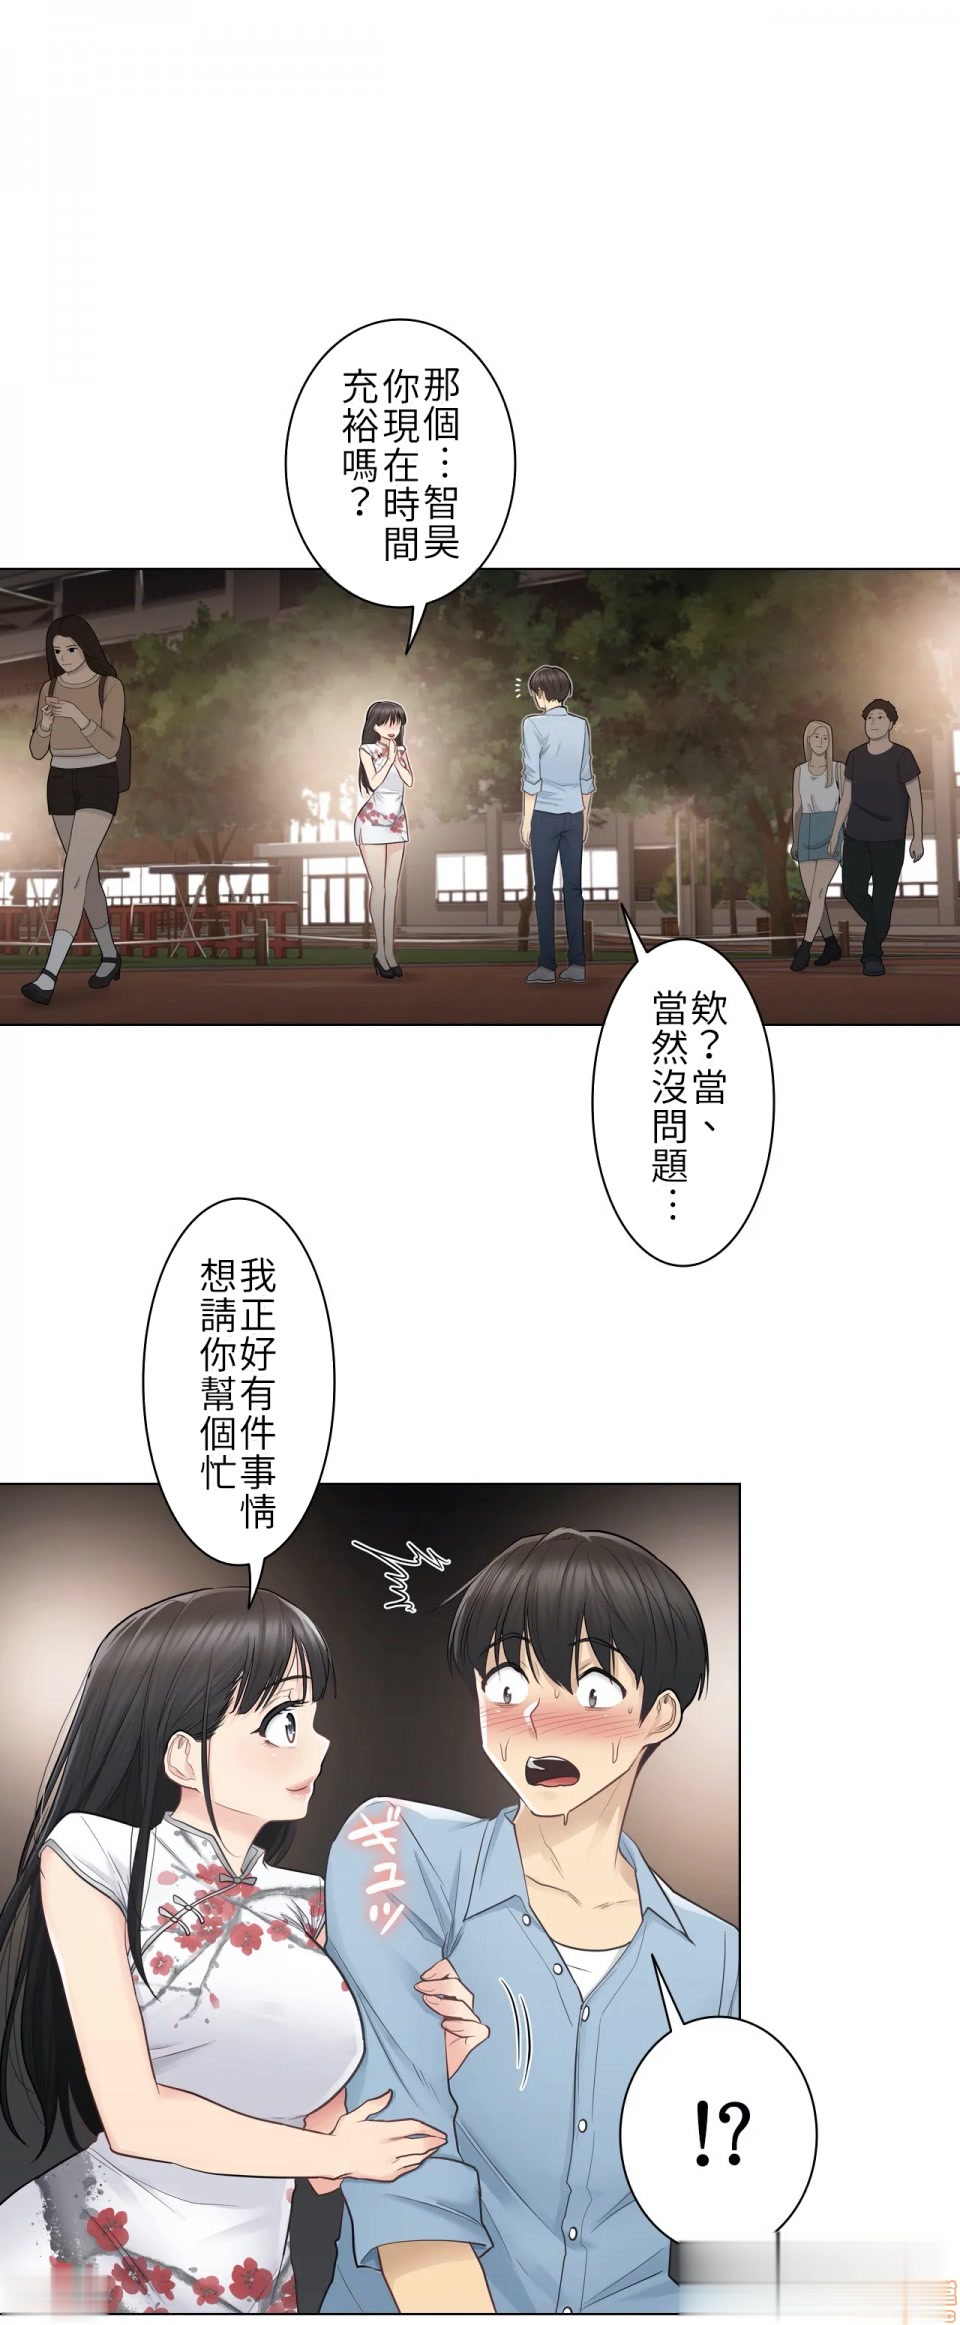 那個⋯智昊
你現在時間
充裕嗎？
欸？當、
當然沒問題⋯
我正好有件事情
想請你幫個忙
ギュッ
!?